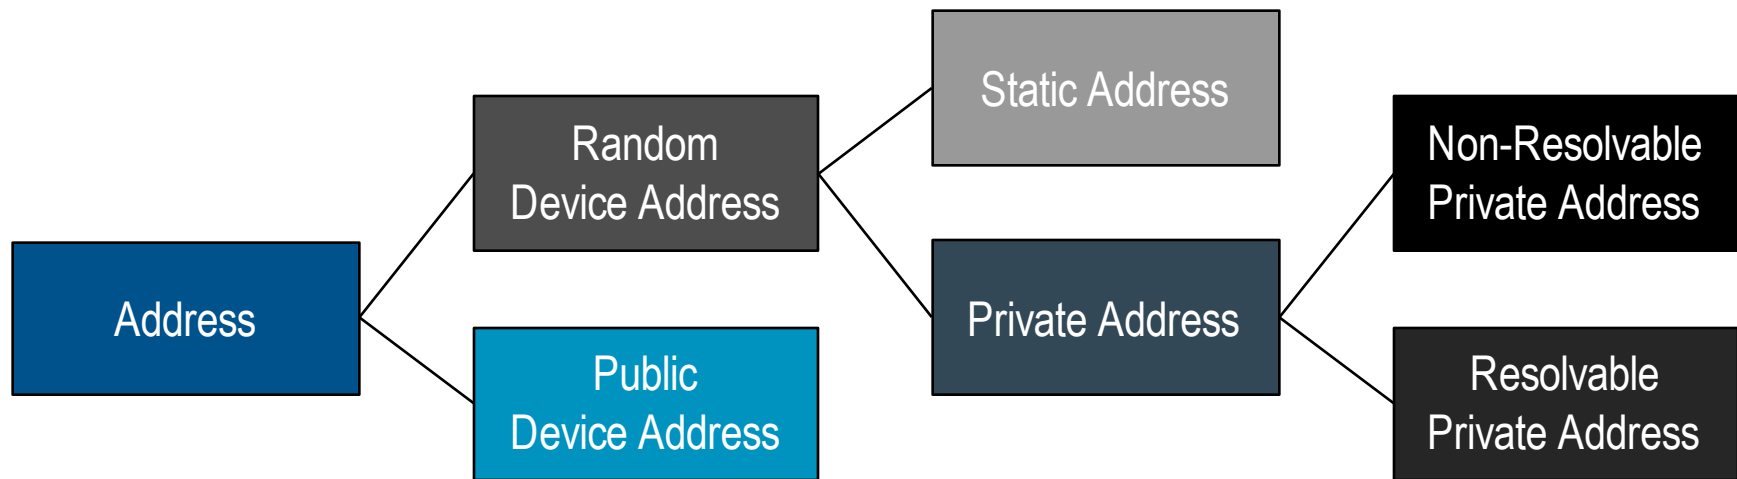 Address
Random
Device Address
Public
Device Address
Static Address
Private Address
Non-Resolvable
Private Address
Resolvable
Private Address